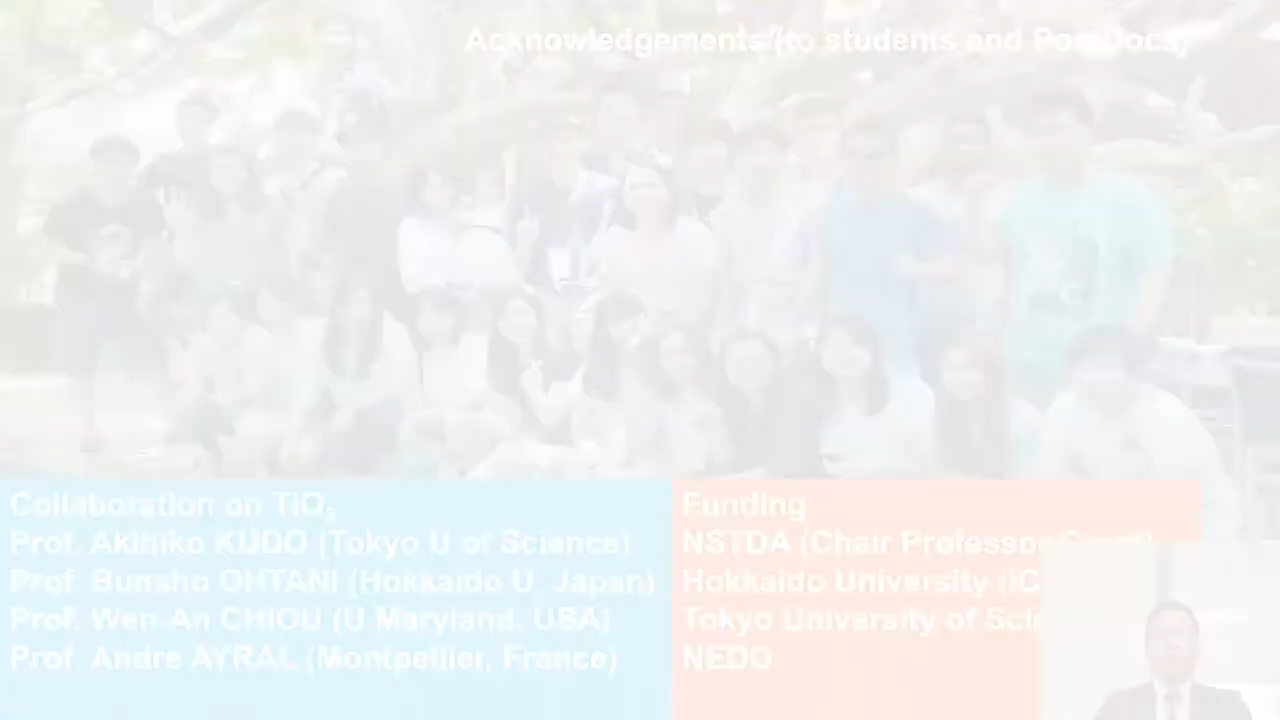 Acknowledgements (to students and PostDocs)
Collaboration on TiO2
Prof. Akihiko KUDO (Tokyo U of Science)
Prof. Bunsho OHTANI (Hokkaido U, Japan)
Prof. Wen-An CHIOU (U Maryland, USA)
Prof. Andre AYRAL (Montpellier, France)
Funding
NSTDA (Chair Professor
Hokkaido University
Tokyo University of
NEDO